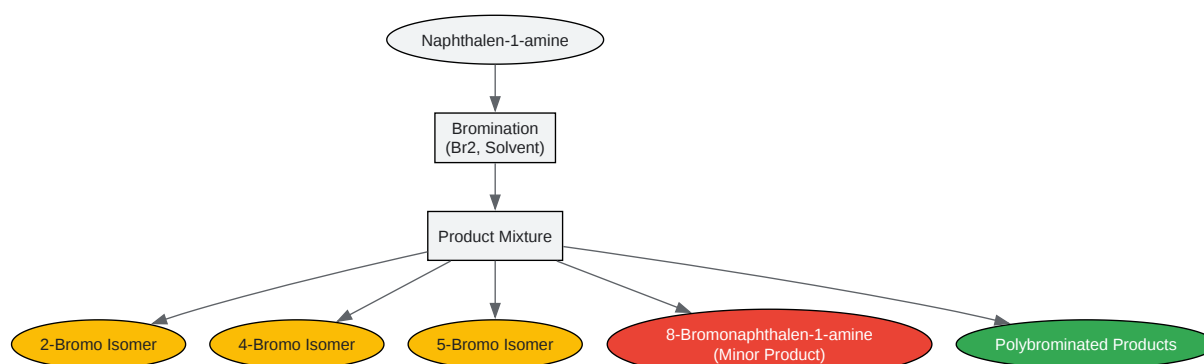 Naphthalen-1-amine
Bromination
(Br2, Solvent)
Product Mixture
2-Bromo Isomer
4-Bromo Isomer
5-Bromo Isomer
8-Bromonaphthalen-1-amine
(Minor Product)
Polybrominated Products